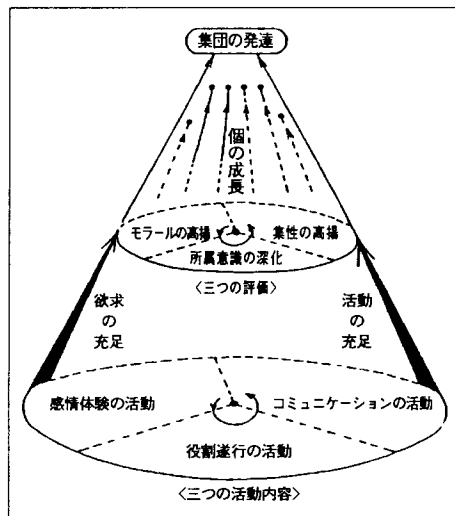 集団の発達
個の成長
モラールの高揚
集性の高揚
所属意識の深化
〈三つの評価〉
欲求の充足
活動の充足
感情体験の活動
コミュニケーションの活動
役割遂行の活動
〈三つの活動内容〉